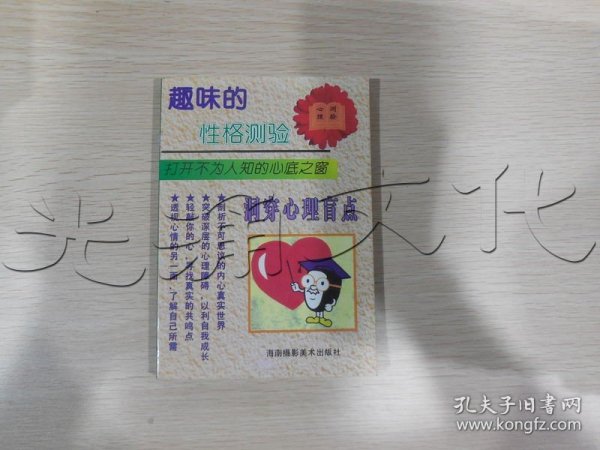 趣味的
性格测验
心理
测验
打开不为人知的心底之窗
洞穿心理盲点
★剖析不可思议的内心真实世界
★突破深层的心理障碍，以利自我成长
★轻敲你的心，寻找真实的共鸣点
★透视心情的另一面，了解自己所需
海南摄影美术出版社
孔夫子旧书网
www.kongfz.com